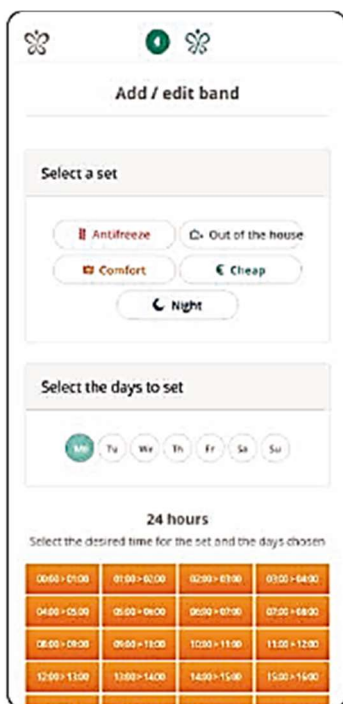 Add / edit band
Select a set
Antifreeze
Out of the house
Comfort
€ Cheap
Night
Select the days to set
Mo Tu We Th Fr Sa Su
24 hours
Select the desired time for the set and the days chosen
00:00 > 01:00 01:00 > 02:00 02:00 > 03:00 03:00 > 04:00
04:00 > 05:00 05:00 > 06:00 06:00 > 07:00 07:00 > 08:00
08:00 > 09:00 09:00 > 10:00 10:00 > 11:00 11:00 > 12:00
12:00 > 13:00 13:00 > 14:00 14:00 > 15:00 15:00 > 16:00